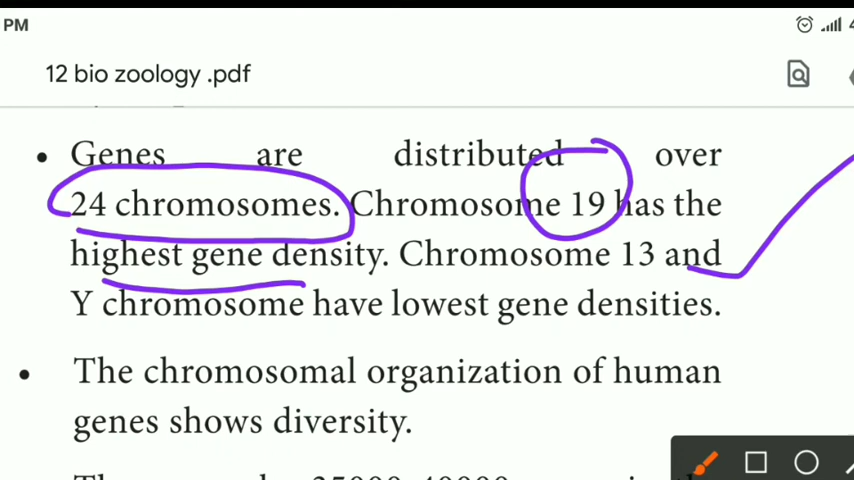 PM
12 bio zoology .pdf
• Genes are distributed over
24 chromosomes. Chromosome 19 has the
highest gene density. Chromosome 13 and
Y chromosome have lowest gene densities.
• The chromosomal organization of human
genes shows diversity.